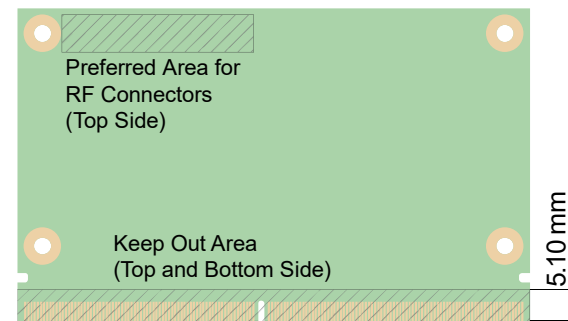 Preferred Area for
RF Connectors
(Top Side)
Keep Out Area
(Top and Bottom Side)
5.10 mm